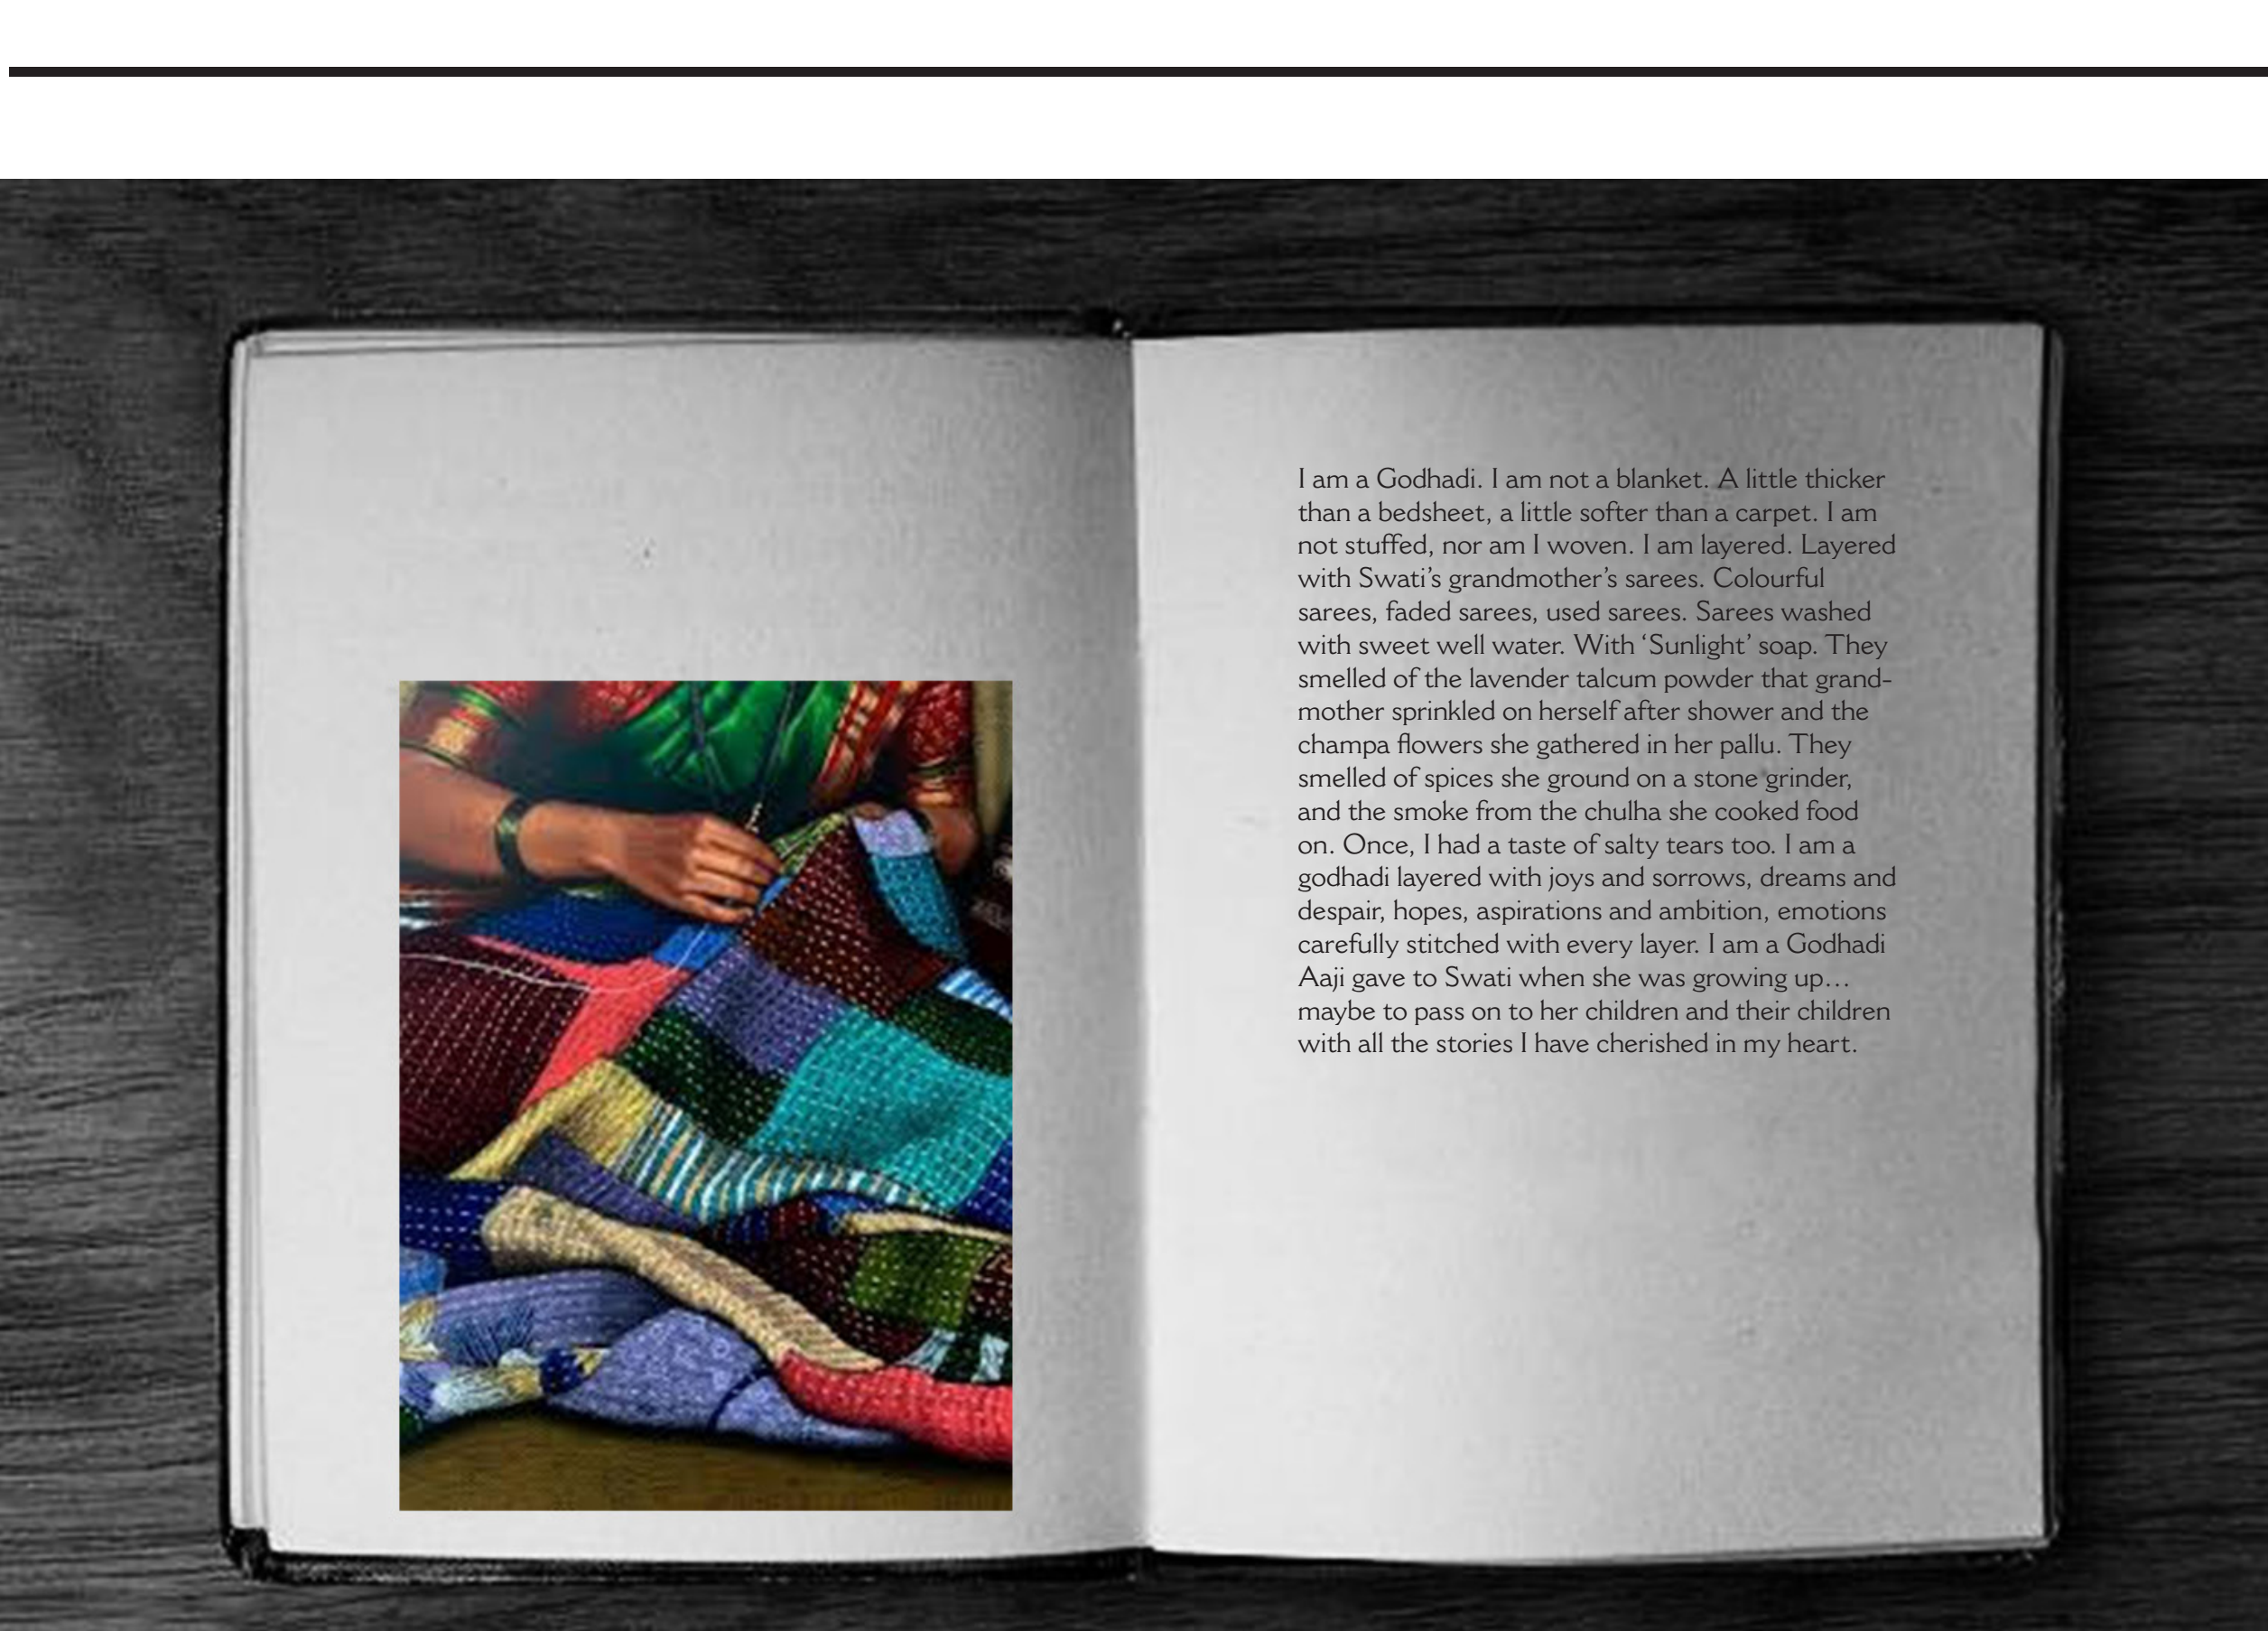 I am a Godhadi. I am not a blanket. A little thicker
than a bedsheet, a little softer than a carpet. I am
not stuffed, nor am I woven. I am layered. Layered
with Swati’s grandmother’s sarees. Colourful
sarees, faded sarees, used sarees. Sarees washed
with sweet well water. With ‘Sunlight’ soap. They
smelled of the lavender talcum powder that grand-
mother sprinkled on herself after shower and the
champa flowers she gathered in her pallu. They
smelled of spices she ground on a stone grinder,
and the smoke from the chulha she cooked food
on. Once, I had a taste of salty tears too. I am a
godhadi layered with joys and sorrows, dreams and
despair, hopes, aspirations and ambition, emotions
carefully stitched with every layer. I am a Godhadi
Aaji gave to Swati when she was growing up…
maybe to pass on to her children and their children
with all the stories I have cherished in my heart.